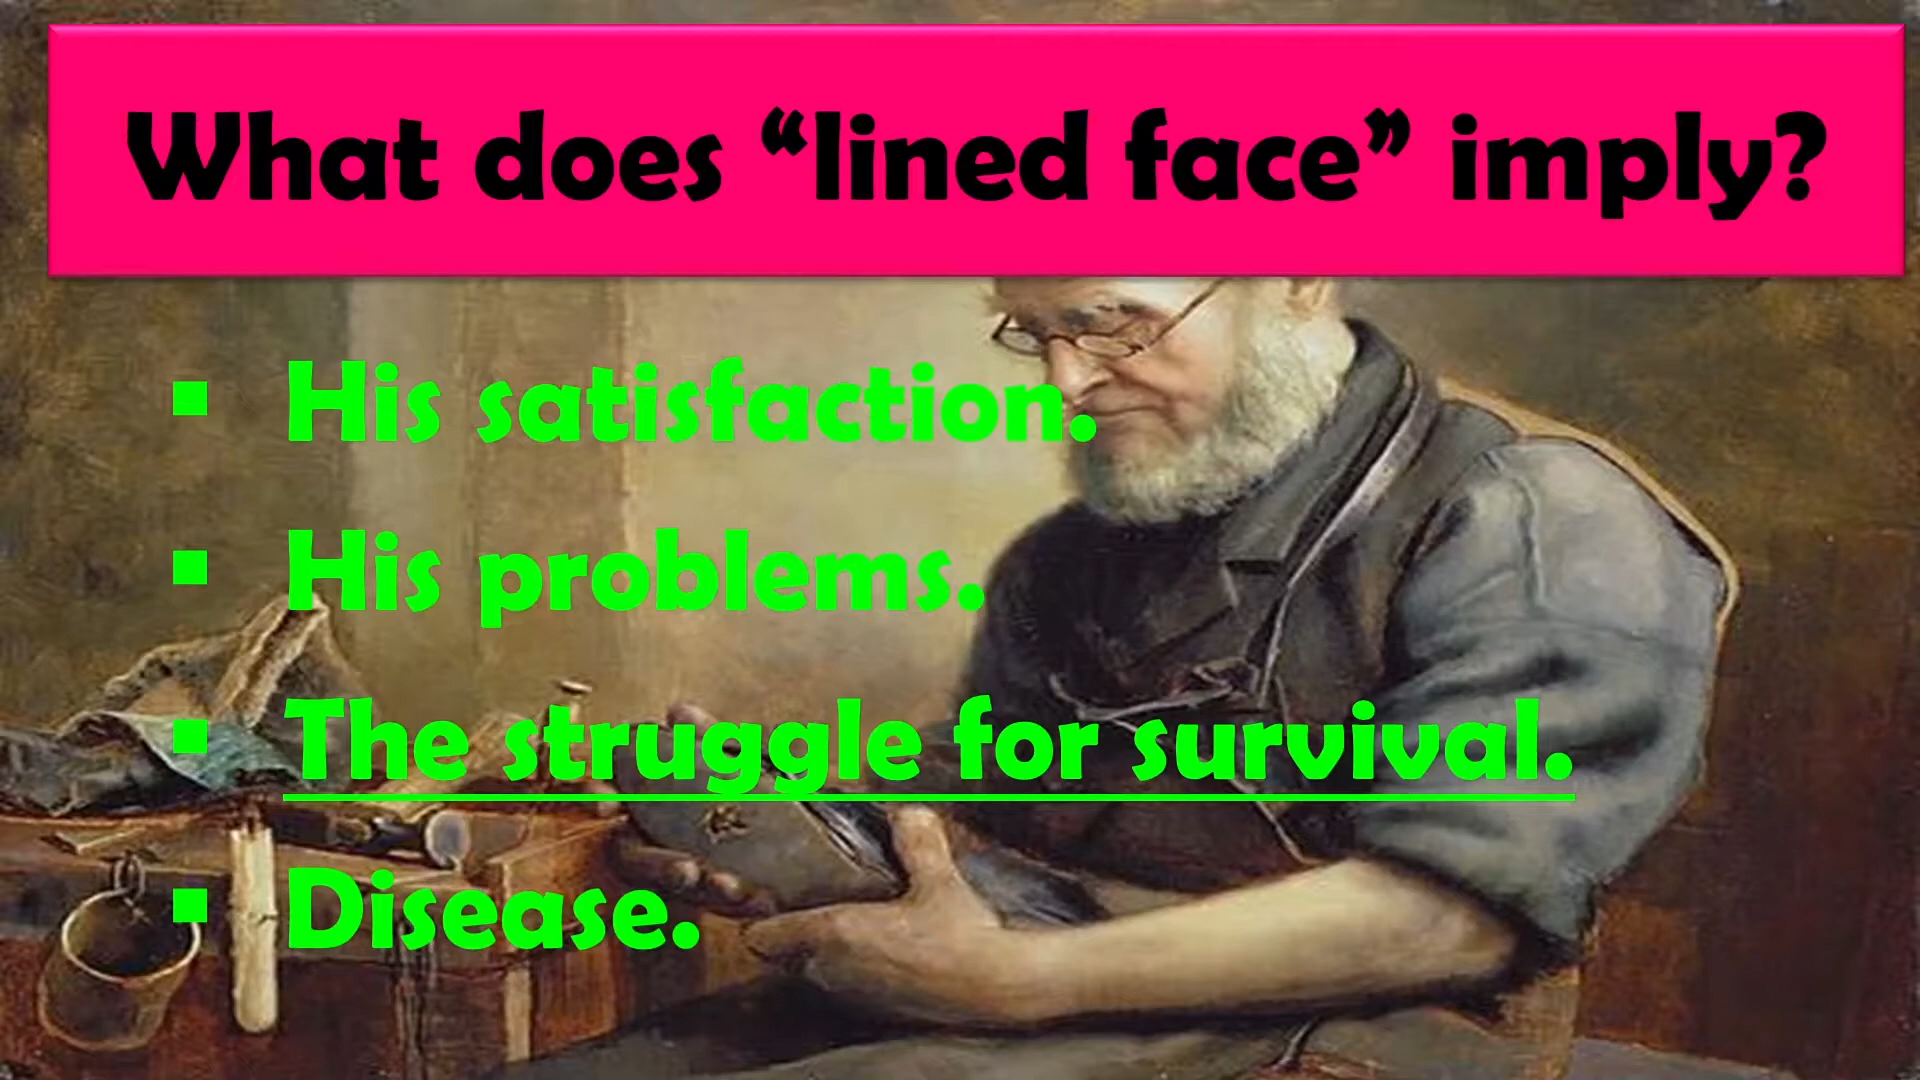 What does “lined face” imply?
▪ His satisfaction.
▪ His problems.
▪ The struggle for survival.
▪ Disease.